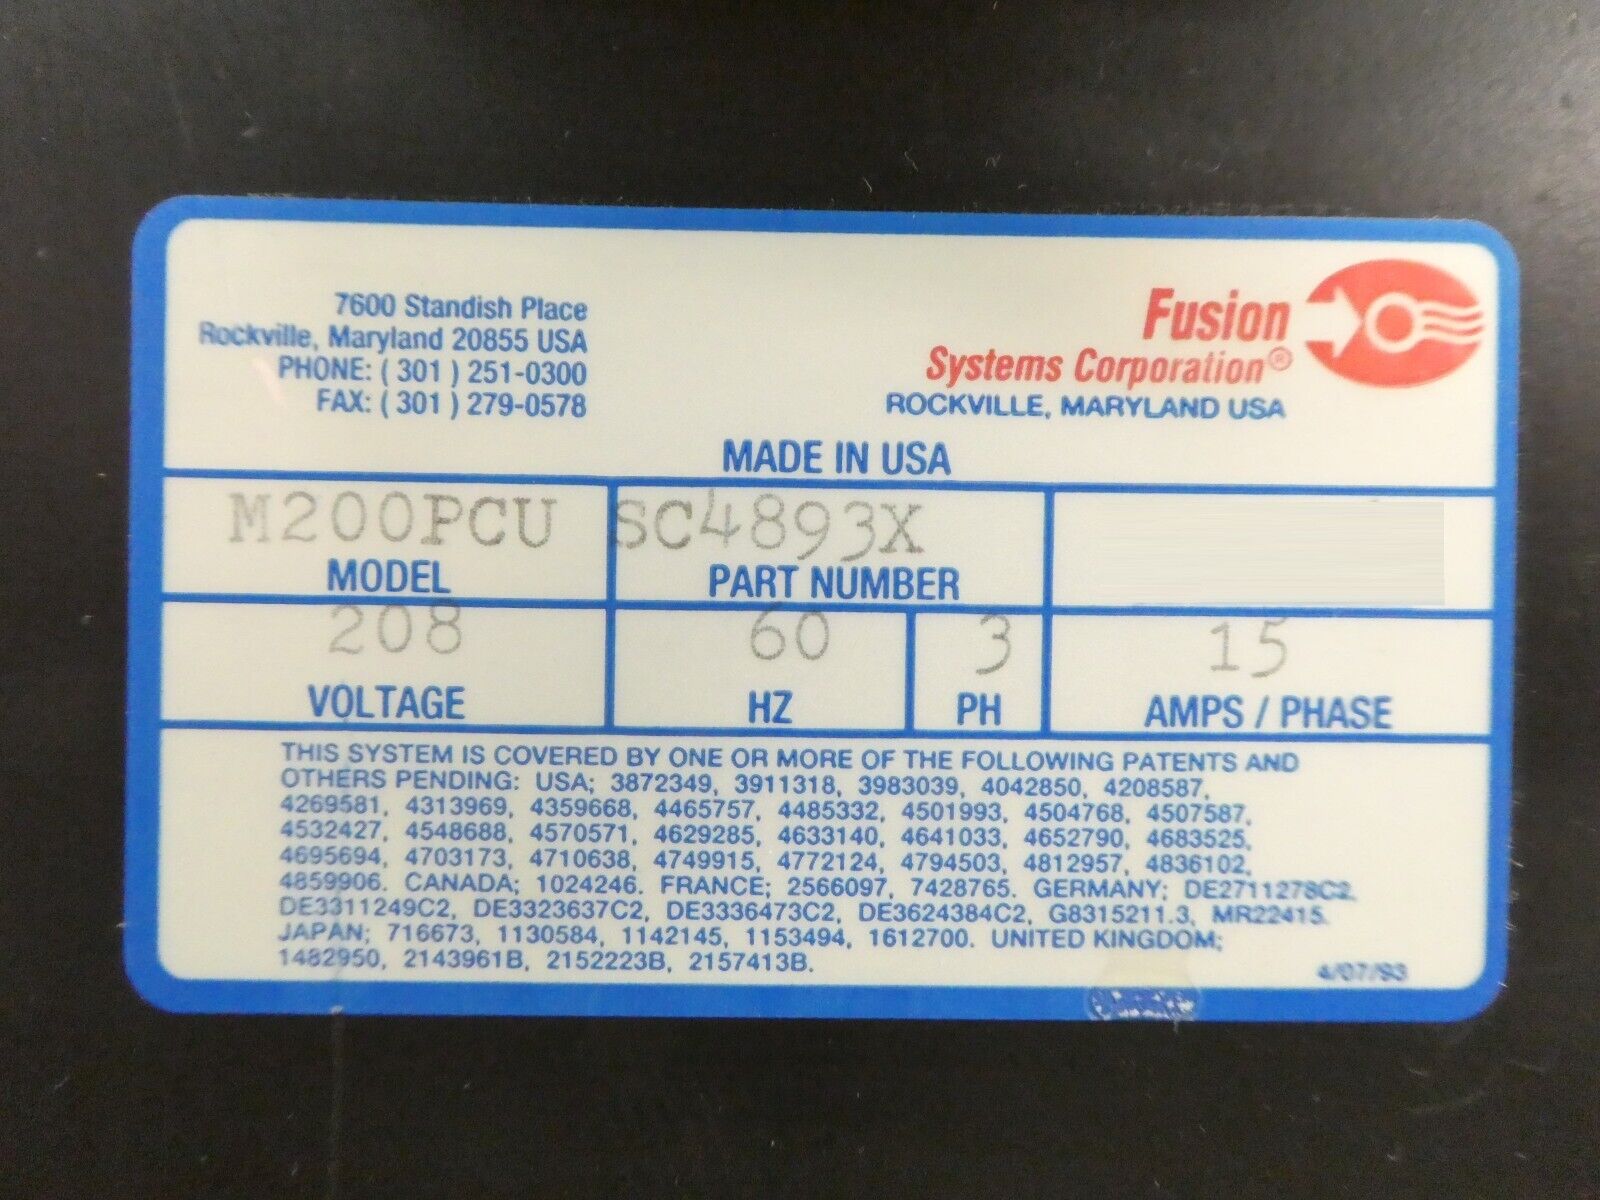 7600 Standish Place
Rockville, Maryland 20855 USA
PHONE: ( 301 ) 251-0300
FAX: ( 301 ) 279-0578
Fusion
Systems Corporation®
ROCKVILLE, MARYLAND USA
MADE IN USA
M200PCU SC4893X
MODEL PART NUMBER
208 60 3 15
VOLTAGE HZ PH AMPS / PHASE
THIS SYSTEM IS COVERED BY ONE OR MORE OF THE FOLLOWING PATENTS AND
OTHERS PENDING: USA; 3872349, 3911318, 3983039, 4042850, 4208587,
4269581, 4313969, 4359668, 4465757, 4485332, 4501993, 4504768, 4507587,
4532427, 4548688, 4570571, 4629285, 4633140, 4641033, 4652790, 4683525,
4695694, 4703173, 4710638, 4749915, 4772124, 4794503, 4812957, 4836102,
4859906. CANADA; 1024246. FRANCE; 2566097, 7428765. GERMANY; DE2711278C2,
DE3311249C2, DE3323637C2, DE3336473C2, DE3624384C2, G8315211.3, MR22415.
JAPAN; 716673, 1130584, 1142145, 1153494, 1612700. UNITED KINGDOM;
1482950, 2143961B, 2152223B, 2157413B.
4/07/93